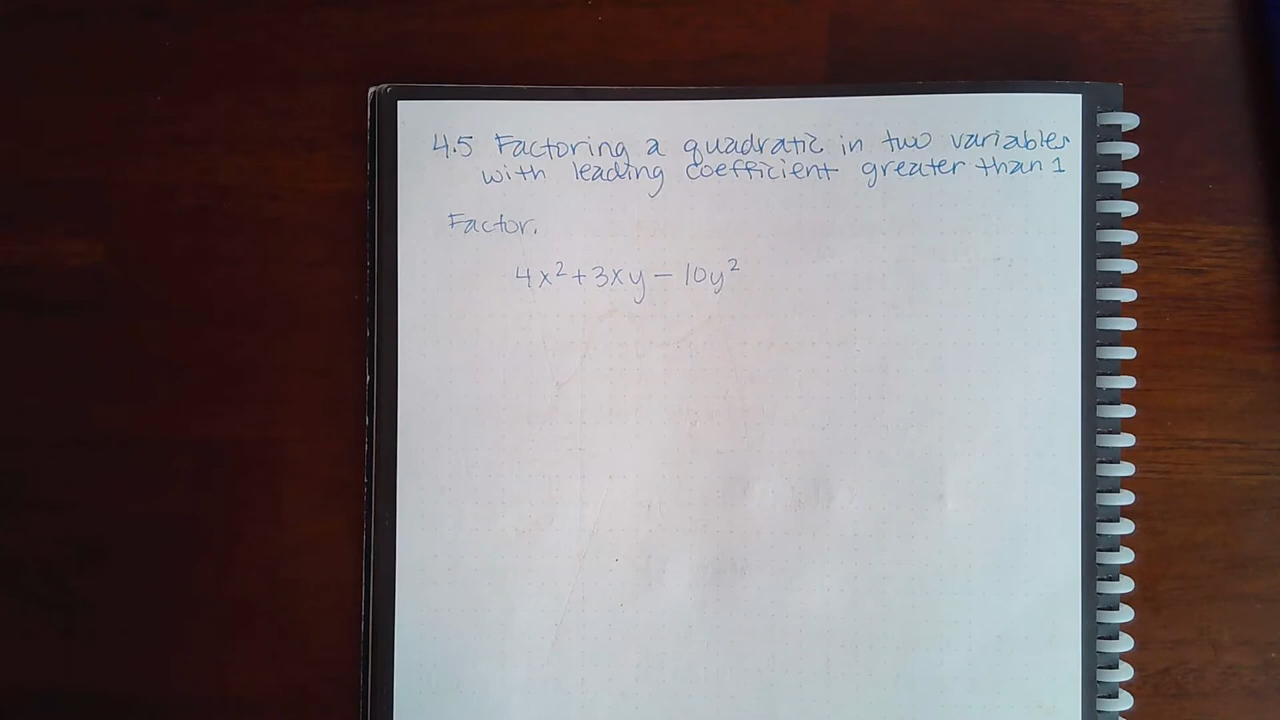 4.5 Factoring a quadratic in two variables
with leading coefficient greater than 1
Factor.
4x²+3xy-10y²